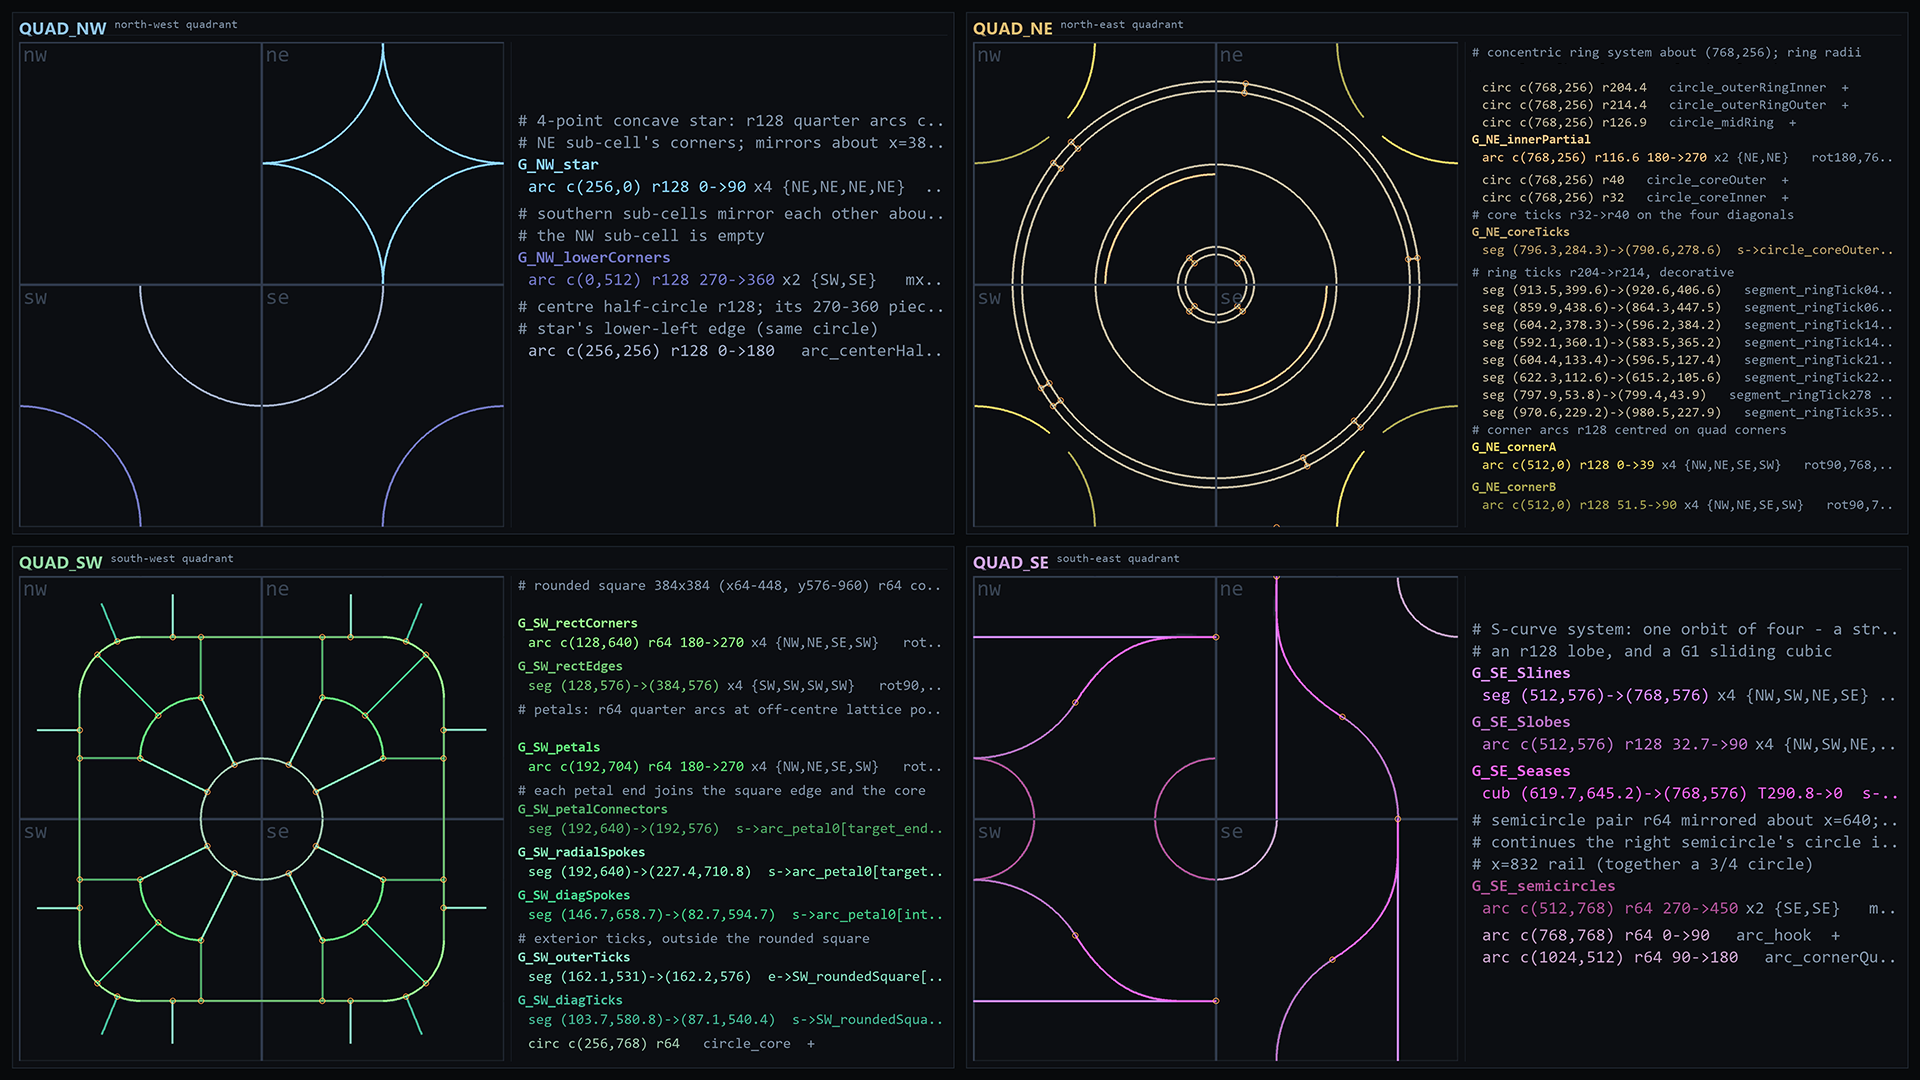 QUAD_NW north-west quadrant
nw
ne
sw
se
# 4-point concave star: r128 quarter arcs c..
# NE sub-cell's corners; mirrors about x=38..
G_NW_star
arc c(256,0) r128 0->90 x4 {NE,NE,NE,NE} ..
# southern sub-cells mirror each other abou..
# the NW sub-cell is empty
G_NW_lowerCorners
arc c(0,512) r128 270->360 x2 {SW,SE} mx..
# centre half-circle r128; its 270-360 piec..
# star's lower-left edge (same circle)
arc c(256,256) r128 0->180 arc_centerHal..
QUAD_NE north-east quadrant
nw
ne
sw
se
# concentric ring system about (768,256); ring radii
circ c(768,256) r204.4 circle_outerRingInner +
circ c(768,256) r214.4 circle_outerRingOuter +
circ c(768,256) r126.9 circle_midRing +
G_NE_innerPartial
arc c(768,256) r116.6 180->270 x2 {NE,NE} rot180,76..
circ c(768,256) r40 circle_coreOuter +
circ c(768,256) r32 circle_coreInner +
# core ticks r32->r40 on the four diagonals
G_NE_coreTicks
seg (796.3,284.3)->(790.6,278.6) s->circle_coreOuter..
# ring ticks r204->r214, decorative
seg (913.5,399.6)->(920.6,406.6) segment_ringTick04..
seg (859.9,438.6)->(864.3,447.5) segment_ringTick06..
seg (604.2,378.3)->(596.2,384.2) segment_ringTick14..
seg (592.1,360.1)->(583.5,365.2) segment_ringTick14..
seg (604.4,133.4)->(596.5,127.4) segment_ringTick21..
seg (622.3,112.6)->(615.2,105.6) segment_ringTick22..
seg (797.9,53.8)->(799.4,43.9) segment_ringTick278 ..
seg (970.6,229.2)->(980.5,227.9) segment_ringTick35..
# corner arcs r128 centred on quad corners
G_NE_cornerA
arc c(512,0) r128 0->39 x4 {NW,NE,SE,SW} rot90,768,..
G_NE_cornerB
arc c(512,0) r128 51.5->90 x4 {NW,NE,SE,SW} rot90,7..
QUAD_SW south-west quadrant
nw
ne
sw
se
# rounded square 384x384 (x64-448, y576-960) r64 co..
G_SW_rectCorners
arc c(128,640) r64 180->270 x4 {NW,NE,SE,SW} rot..
G_SW_rectEdges
seg (128,576)->(384,576) x4 {SW,SW,SW,SW} rot90,..
# petals: r64 quarter arcs at off-centre lattice po..
G_SW_petals
arc c(192,704) r64 180->270 x4 {NW,NE,SE,SW} rot..
# each petal end joins the square edge and the core
G_SW_petalConnectors
seg (192,640)->(192,576) s->arc_petal0[target_end..
G_SW_radialSpokes
seg (192,640)->(227.4,710.8) s->arc_petal0[target..
G_SW_diagSpokes
seg (146.7,658.7)->(82.7,594.7) s->arc_petal0[int..
# exterior ticks, outside the rounded square
G_SW_outerTicks
seg (162.1,531)->(162.2,576) e->SW_roundedSquare[..
G_SW_diagTicks
seg (103.7,580.8)->(87.1,540.4) s->SW_roundedSqua..
circ c(256,768) r64 circle_core +
QUAD_SE south-east quadrant
nw
ne
sw
se
# S-curve system: one orbit of four - a str..
# an r128 lobe, and a G1 sliding cubic
G_SE_Slines
seg (512,576)->(768,576) x4 {NW,SW,NE,SE} ..
G_SE_Slobes
arc c(512,576) r128 32.7->90 x4 {NW,SW,NE,..
G_SE_Seases
cub (619.7,645.2)->(768,576) T290.8->0 s-..
# semicircle pair r64 mirrored about x=640;..
# continues the right semicircle's circle i..
# x=832 rail (together a 3/4 circle)
G_SE_semicircles
arc c(512,768) r64 270->450 x2 {SE,SE} m..
arc c(768,768) r64 0->90 arc_hook +
arc c(1024,512) r64 90->180 arc_cornerQu..